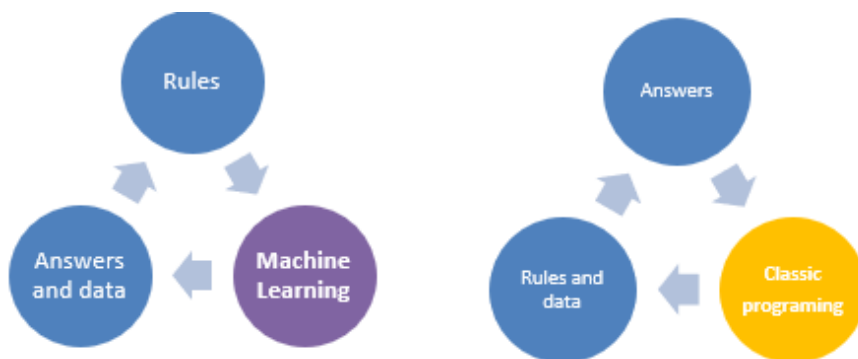 Rules
Answers
and data
Machine
Learning
Answers
Rules and
data
Classic
programing